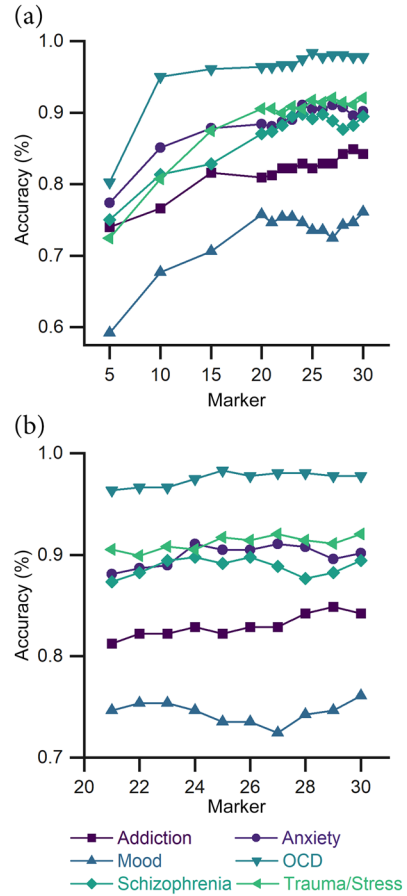 (a)
1.0
0.9
0.8
0.7
0.6
Accuracy (%)
5 10 15 20 25 30
Marker
(b)
1.0
0.9
0.8
0.7
Accuracy (%)
20 22 24 26 28 30
Marker
Addiction Anxiety
Mood OCD
Schizophrenia Trauma/Stress